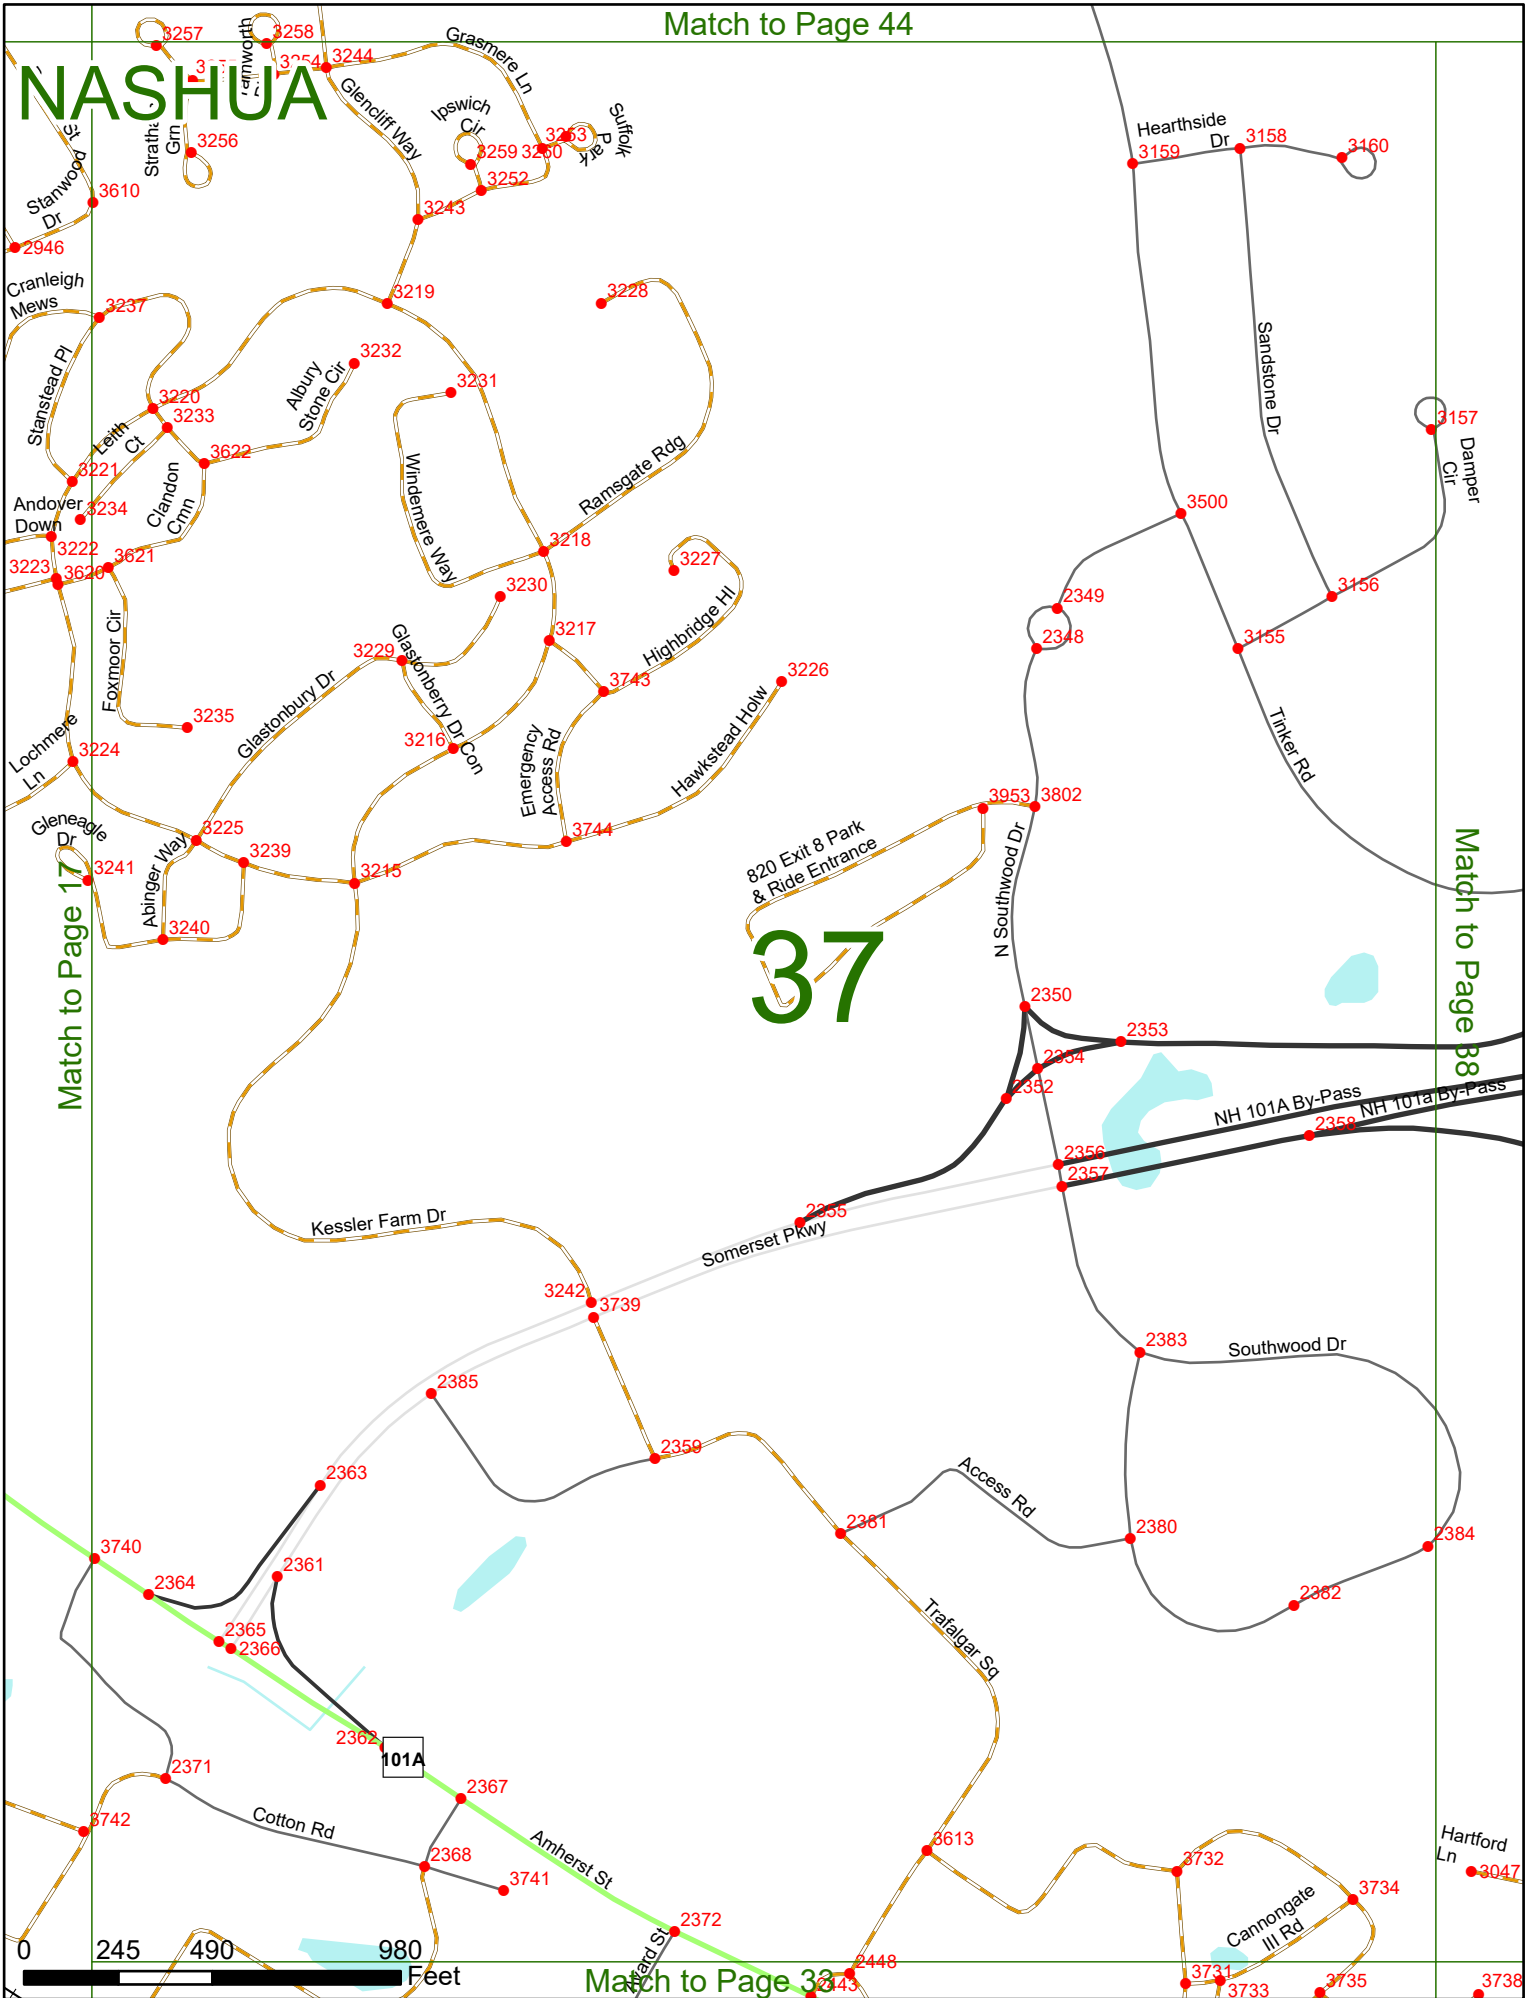 Match to Page 44
NASHUA
37
Match to Page 17
Match to Page 38
Match to Page 33
3257
3258
3254
3244
Grasmere Ln
Glencliff Way
Ipswich
Cir
Suffolk
Park
3253
3260
3259
3252
3256
Grn
St
Stanwood
Dr
3610
2946
3243
Hearthside
Dr
3159
3158
3160
Cranleigh
Mews
3237
3219
3228
Stanstead Pl
3232
Albury
Stone Cir
3231
3220
3233
Leith
Ct
3622
3221
3234
Clandon
Cmn
Andover
Down
3222
3223
3620
3621
Windemere Way
Ramsgate Rdg
3218
3227
3230
3217
Highbridge Hl
3743
3226
Hawkstead Holw
Foxmoor Cir
3235
3229
Glastonbury Dr
Glastonberry Dr Con
3216
Emergency
Access Rd
3744
Lochmere
Ln
3224
Gleneagle
Dr
3241
3225
Abinger Way
3239
3240
3215
Sandstone Dr
3157
Damper
Cir
3500
2349
2348
3156
3155
Tinker Rd
3953
3802
820 Exit 8 Park
& Ride Entrance
N Southwood Dr
2350
2353
2354
2352
NH 101A By-Pass
NH 101a By-Pass
2358
2356
2357
2355
Somerset Pkwy
Kessler Farm Dr
3242
3739
2383
Southwood Dr
2385
2359
2363
Access Rd
2381
2380
2384
2382
3740
2364
2361
2365
2366
Trafalgar Sq
2362
101A
2371
2367
3742
Cotton Rd
2368
3741
Amherst St
2372
3613
3732
3734
Hartford
Ln
3047
Cannongate
III Rd
2448
2443
3731
3733
3735
3738
0 245 490 980
Feet